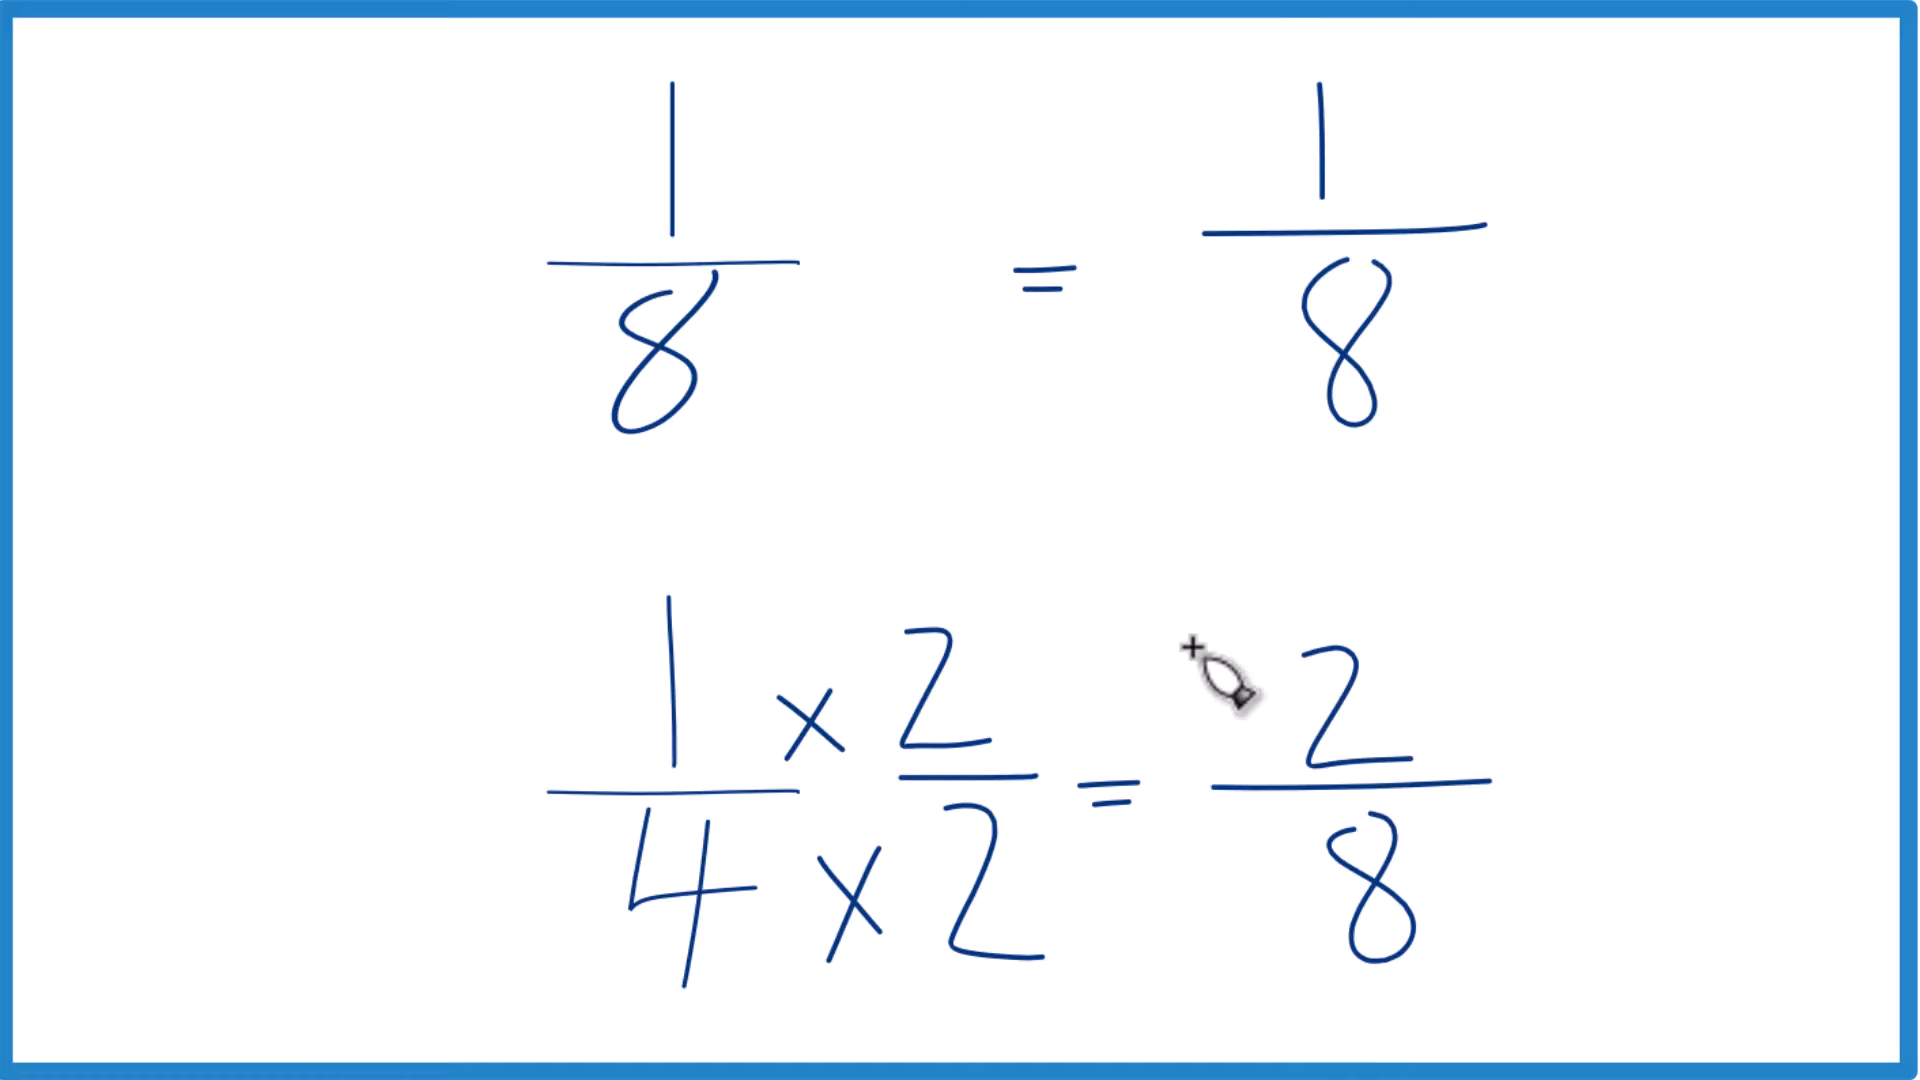 1/8 = 1/8
1/4 × 2/2 = 2/8